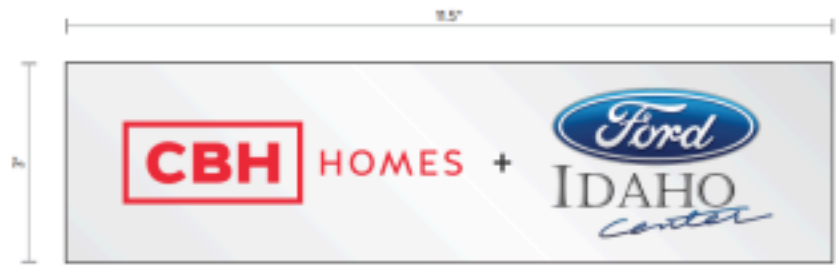 11.5"
3"
CBH HOMES + Ford
IDAHO
Center